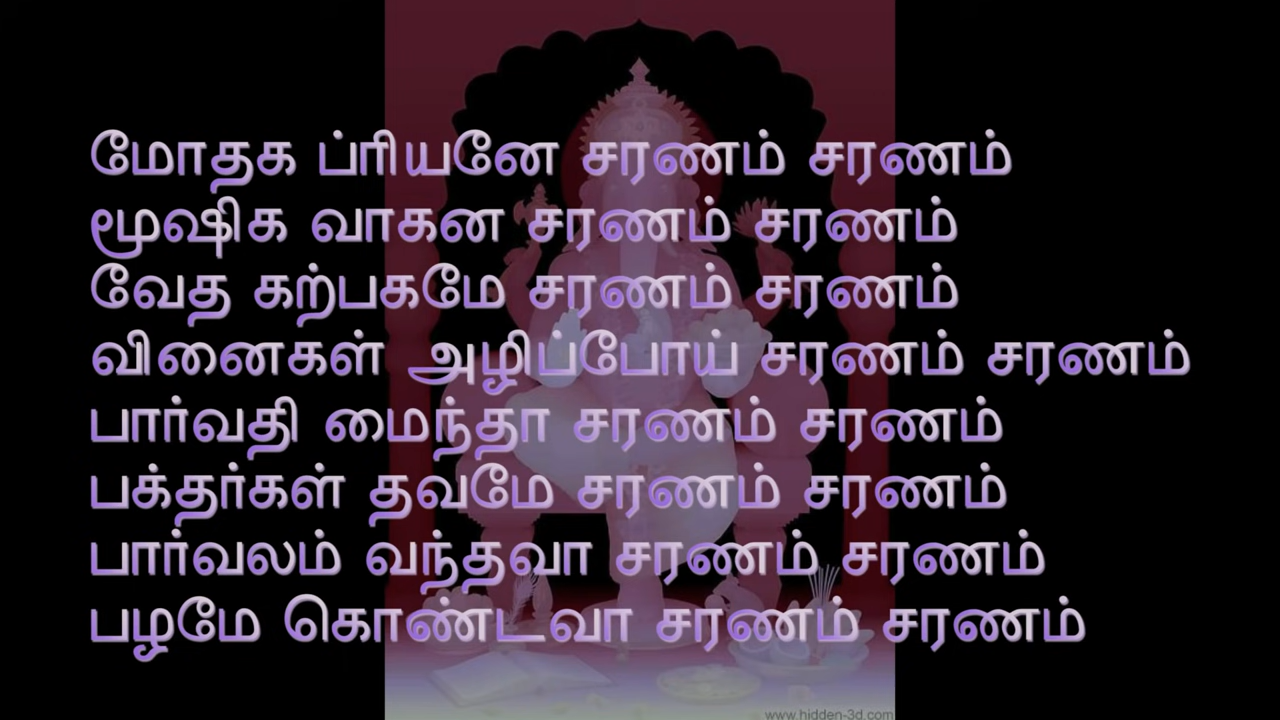 மோதக ப்ரியனே சரணம் சரணம்
மூஷிக வாகன சரணம் சரணம்
வேத கற்பகமே சரணம் சரணம்
வினைகள் அழிப்போய் சரணம் சரணம்
பார்வதி மைந்தா சரணம் சரணம்
பக்தர்கள் தவமே சரணம் சரணம்
பார்வலம் வந்தவா சரணம் சரணம்
பழமே கொண்டவா சரணம் சரணம்
www.hidden-3d.com